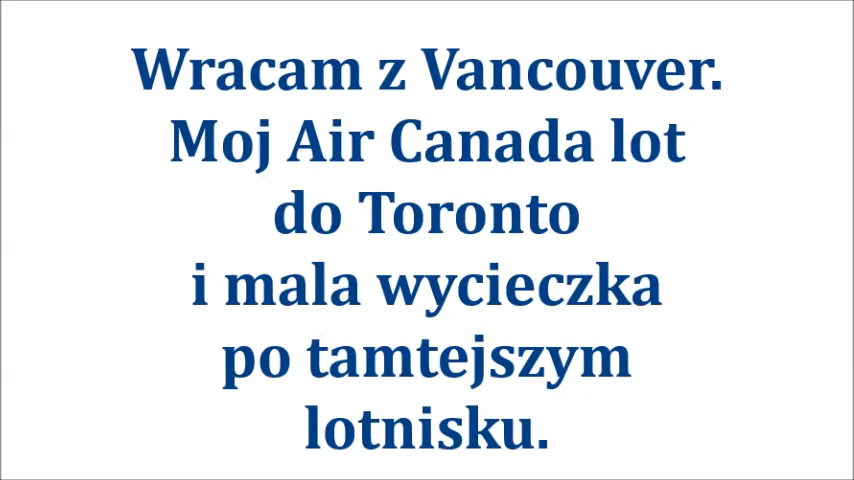 Wracam z Vancouver.
Moj Air Canada lot
do Toronto
i mala wycieczka
po tamtejszym
lotnisku.